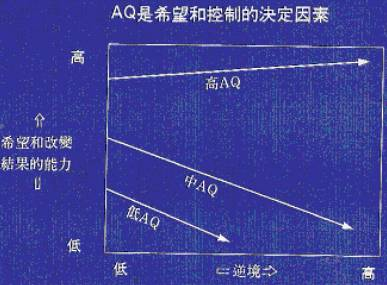 AQ是希望和控制的決定因素
高
高AQ
⇧
希望和改變
結果的能力
⇩
中AQ
低AQ
低
低
⇦逆境⇨
高